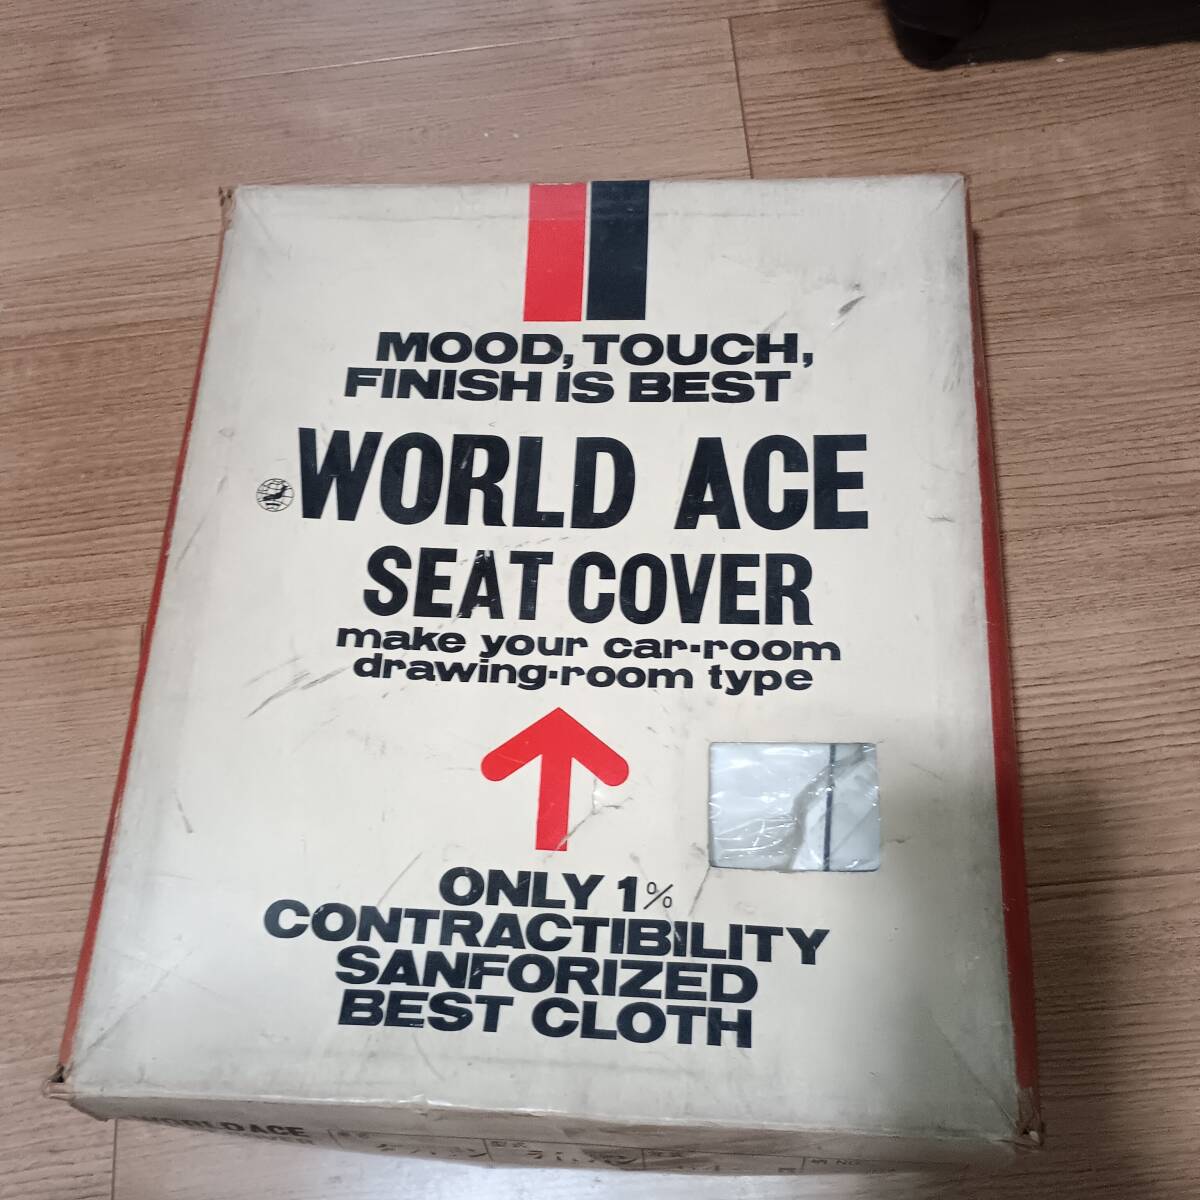 MOOD, TOUCH,
FINISH IS BEST
WORLD ACE
SEAT COVER
make your car-room
drawing-room type
ONLY 1%
CONTRACTIBILITY
SANFORIZED
BEST CLOTH
WORLD ACE